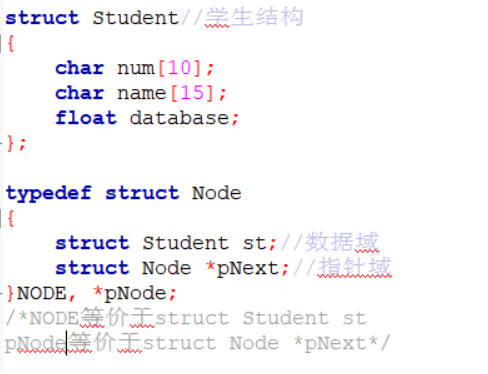 struct Student//学生结构
{
char num[10];
char name[15];
float database;
};
typedef struct Node
{
struct Student st;//数据域
struct Node *pNext;//指针域
}NODE, *pNode;
/*NODE等价于struct Student st
pNode等价于struct Node *pNext*/